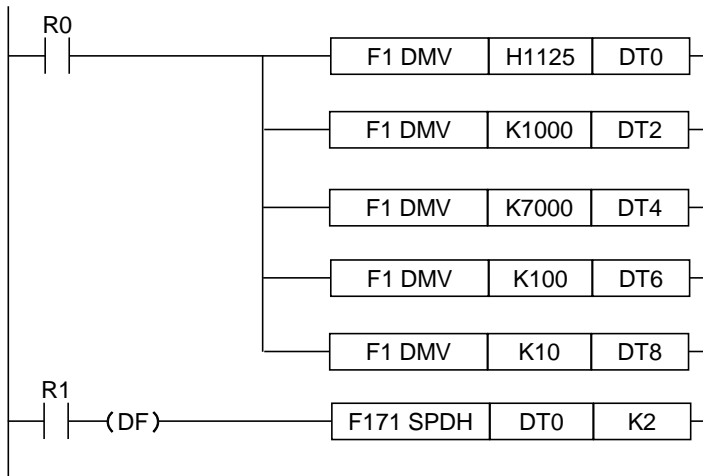 R0
F1 DMV H1125 DT0
F1 DMV K1000 DT2
F1 DMV K7000 DT4
F1 DMV K100 DT6
F1 DMV K10 DT8
R1
(DF) F171 SPDH DT0 K2